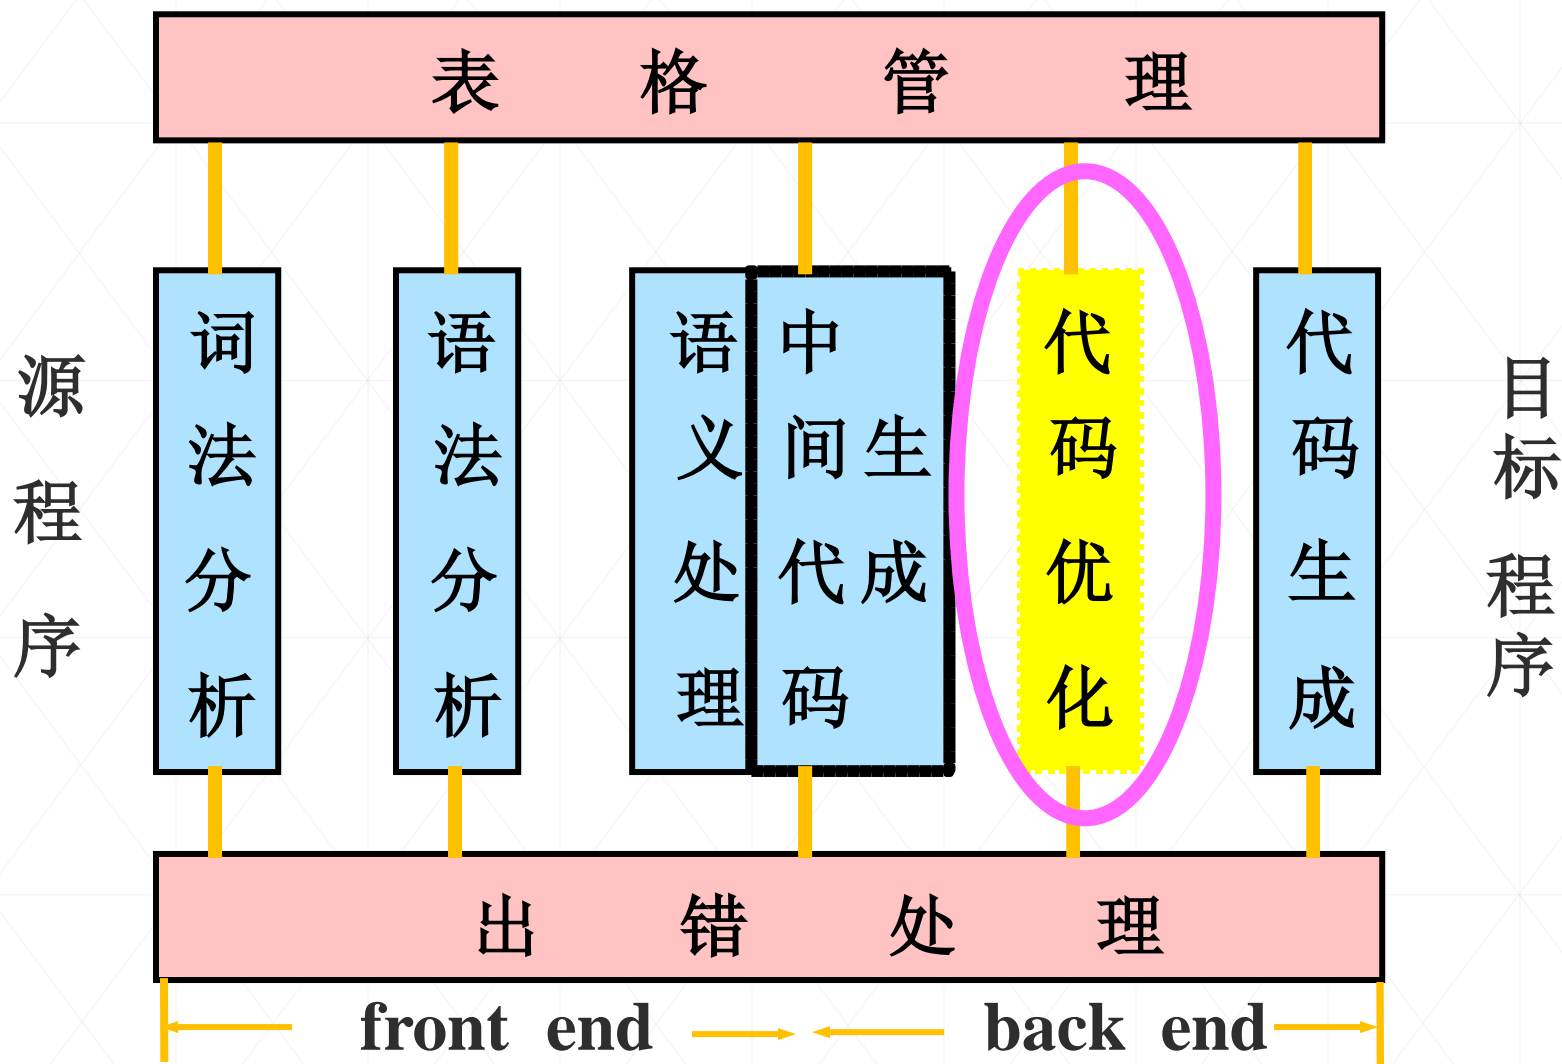 表格管理
源程序
词法分析
语法分析
语义处理
中间代码
生成
代码优化
代码生成
目标程序
出错处理
front end
back end